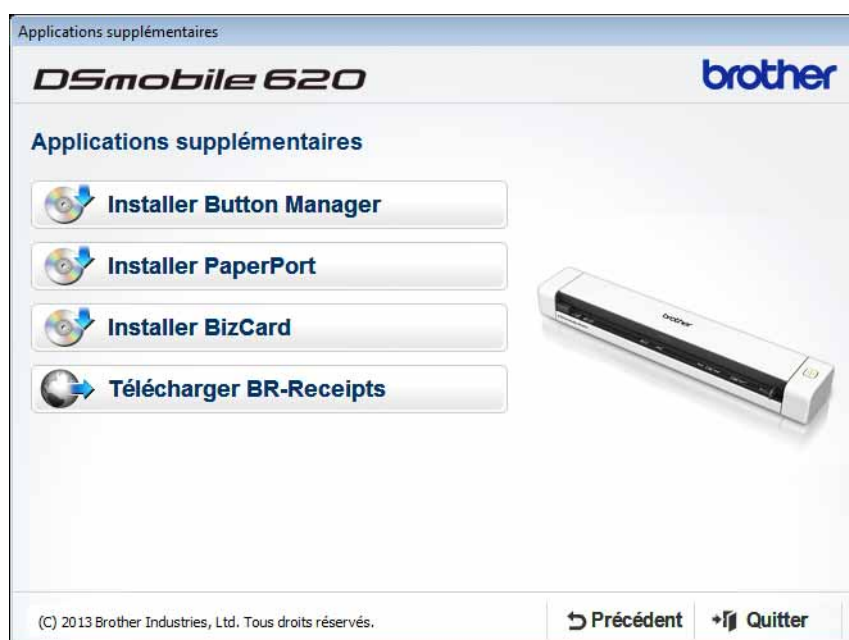 Applications supplémentaires
DSmobile 620
brother
Applications supplémentaires
Installer Button Manager
Installer PaperPort
Installer BizCard
Télécharger BR-Receipts
brother
(C) 2013 Brother Industries, Ltd. Tous droits réservés.
Précédent
Quitter